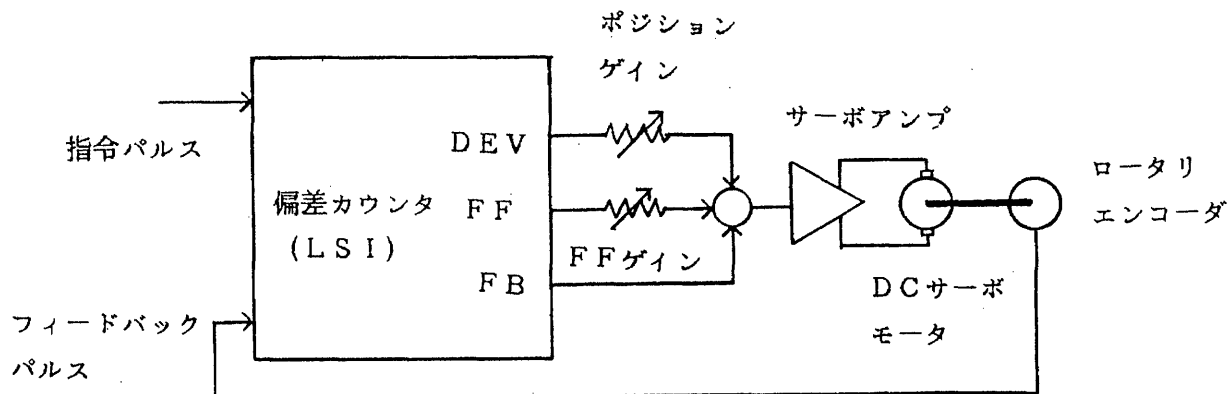 ポジション
ゲイン
サーボアンプ
指令パルス
DEV
ロータリ
エンコーダ
偏差カウンタ
(LSI)
FF
FFゲイン
FB
DCサーボ
モータ
フィードバック
パルス